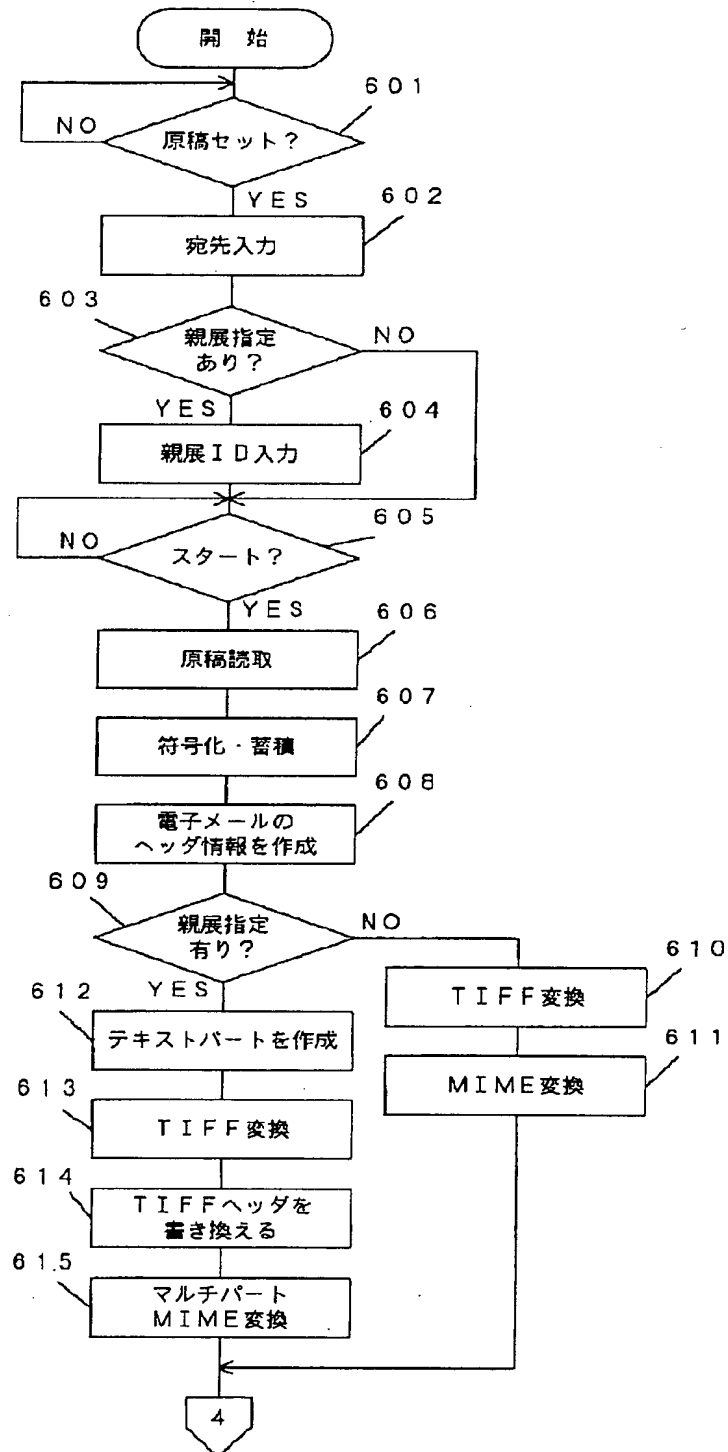 開 始
601
NO
原稿セット?
YES
602
宛先入力
603
親展指定
あり?
NO
YES
604
親展ID入力
605
NO
スタート?
YES
606
原稿読取
607
符号化・蓄積
608
電子メールの
ヘッダ情報を作成
609
親展指定
有り?
NO
610
YES
TIFF変換
612
テキストパートを作成
611
MIME変換
613
TIFF変換
614
TIFFヘッダを
書き換える
615
マルチパート
MIME変換
4